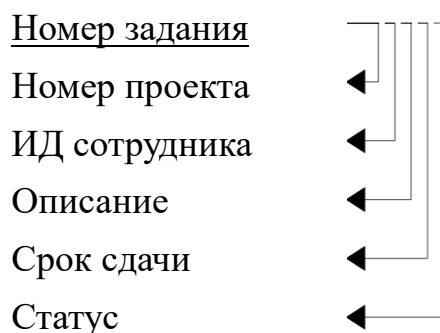 Номер задания
Номер проекта
ИД сотрудника
Описание
Срок сдачи
Статус